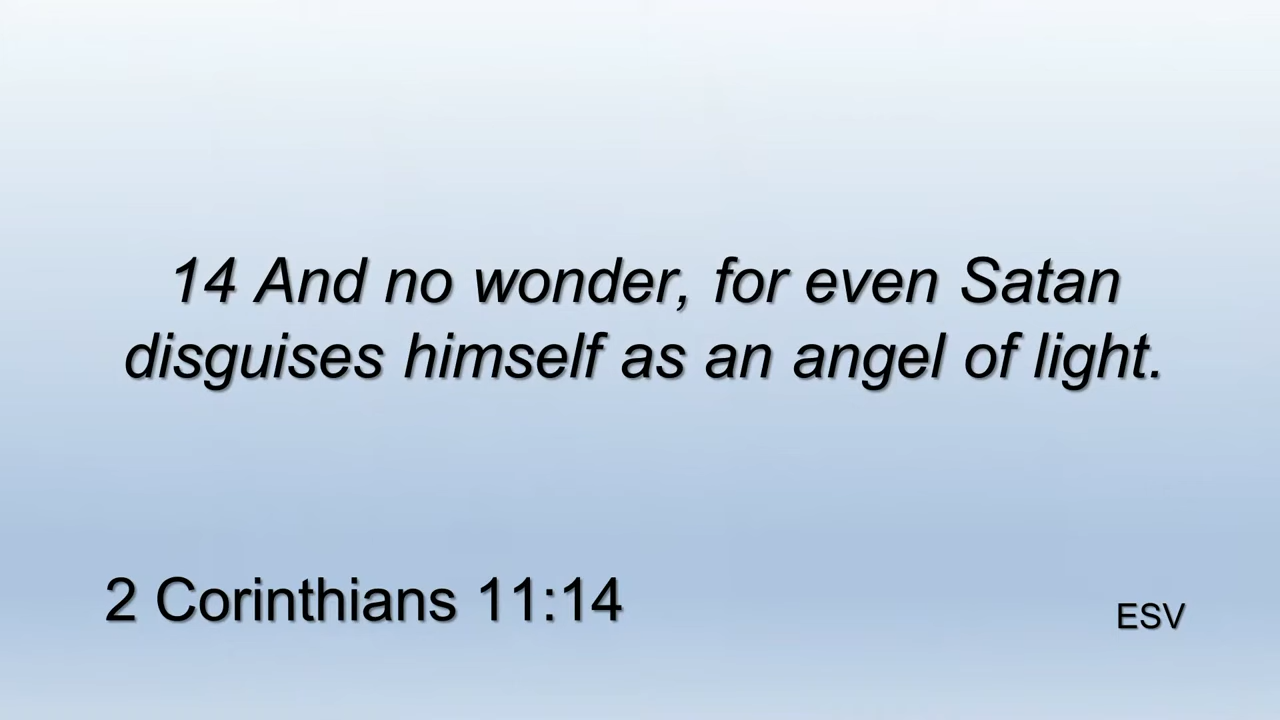 14 And no wonder, for even Satan
disguises himself as an angel of light.
2 Corinthians 11:14
ESV